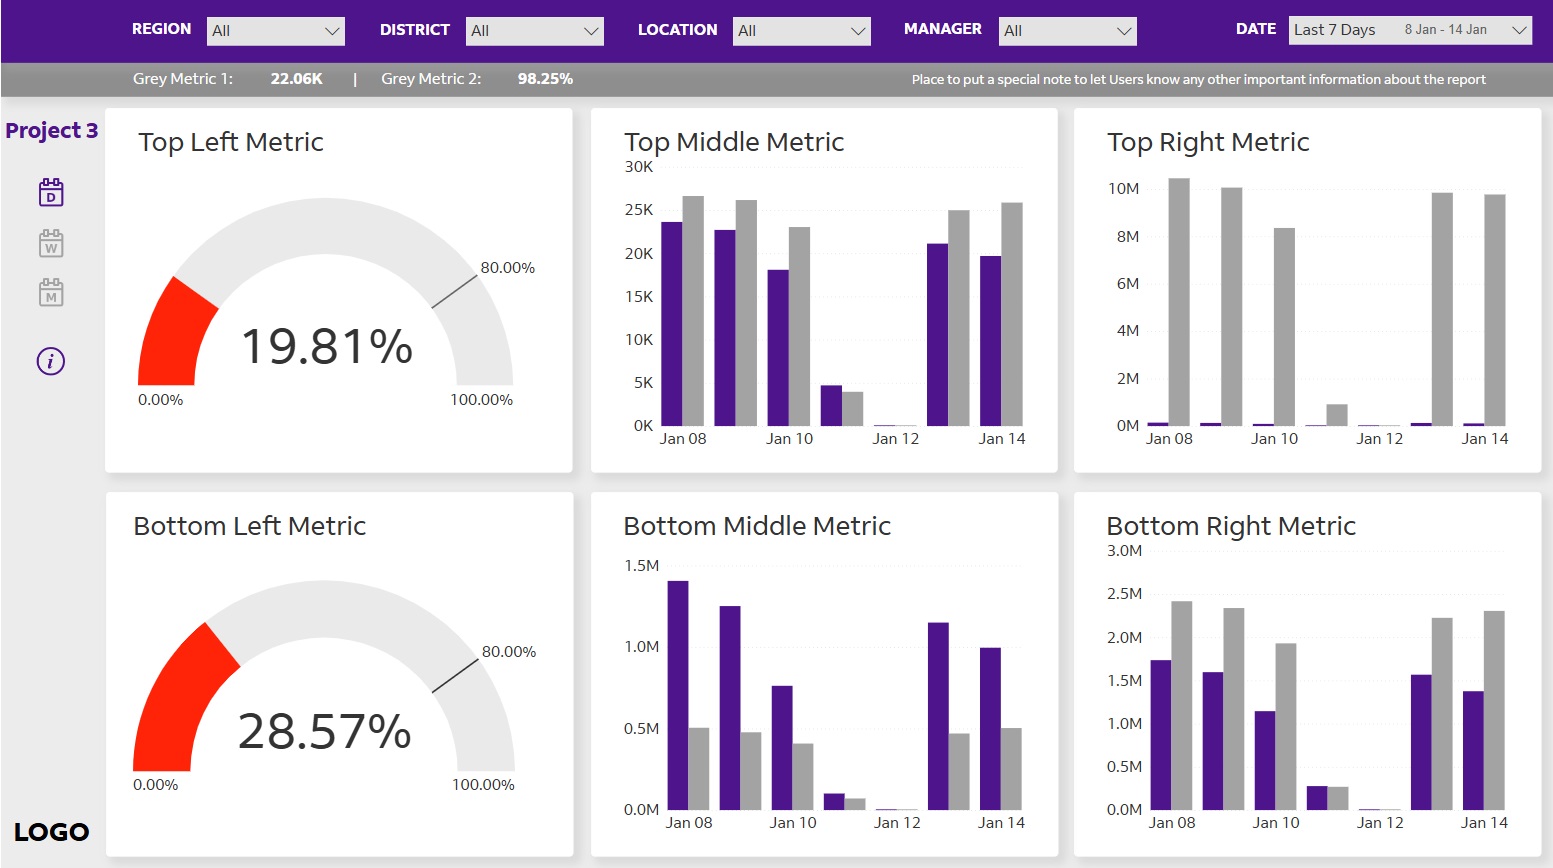 REGION All DISTRICT All LOCATION All MANAGER All DATE Last 7 Days 8 Jan - 14 Jan
Grey Metric 1: 22.06K | Grey Metric 2: 98.25% Place to put a special note to let Users know any other important information about the report
Project 3
D
W
M
i
Top Left Metric
80.00%
19.81%
0.00% 100.00%
Top Middle Metric
30K
25K
20K
15K
10K
5K
0K
Jan 08 Jan 10 Jan 12 Jan 14
Top Right Metric
10M
8M
6M
4M
2M
0M
Jan 08 Jan 10 Jan 12 Jan 14
Bottom Left Metric
80.00%
28.57%
0.00% 100.00%
Bottom Middle Metric
1.5M
1.0M
0.5M
0.0M
Jan 08 Jan 10 Jan 12 Jan 14
Bottom Right Metric
3.0M
2.5M
2.0M
1.5M
1.0M
0.5M
0.0M
Jan 08 Jan 10 Jan 12 Jan 14
LOGO